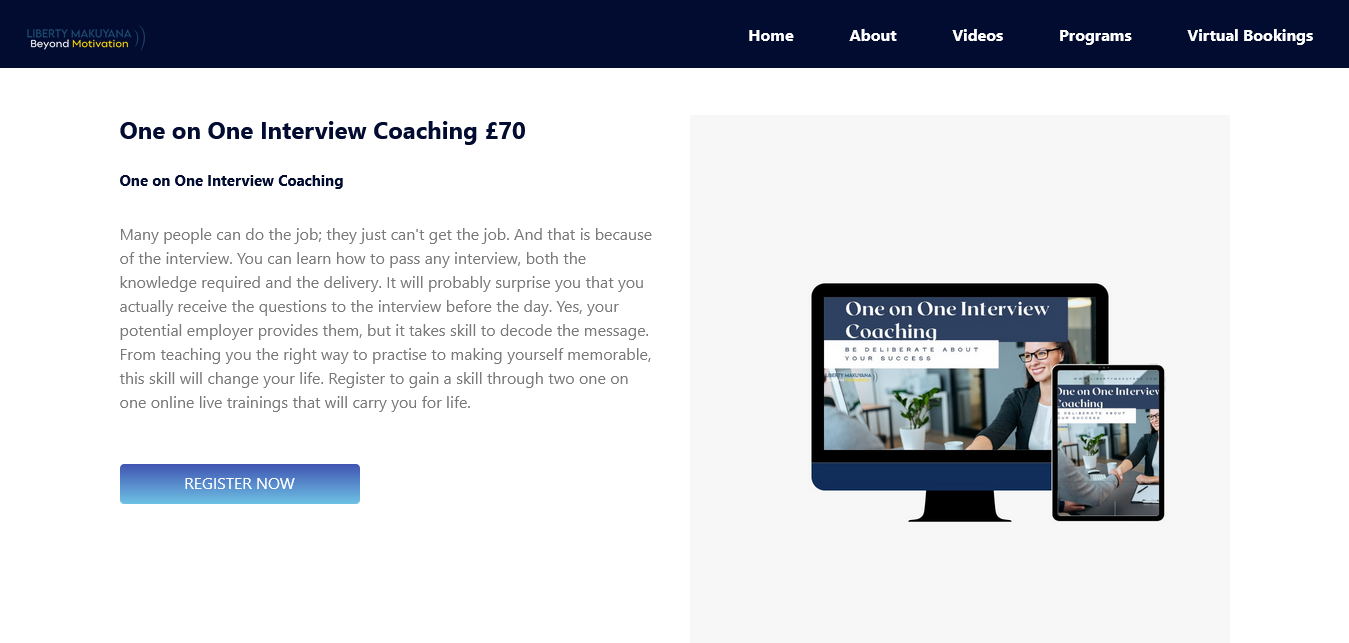 LIBERTY MAKUYANA
Beyond Motivation
Home
About
Videos
Programs
Virtual Bookings
One on One Interview Coaching £70
One on One Interview Coaching
Many people can do the job; they just can't get the job. And that is because
of the interview. You can learn how to pass any interview, both the
knowledge required and the delivery. It will probably surprise you that you
actually receive the questions to the interview before the day. Yes, your
potential employer provides them, but it takes skill to decode the message.
From teaching you the right way to practise to making yourself memorable,
this skill will change your life. Register to gain a skill through two one on
one online live trainings that will carry you for life.
REGISTER NOW
One on One Interview
Coaching
BE DELIBERATE ABOUT
YOUR SUCCESS
LIBERTY MAKUYANA
One on One Interview
Coaching
DELIBERATE ABOUT
OUR SUCCESS